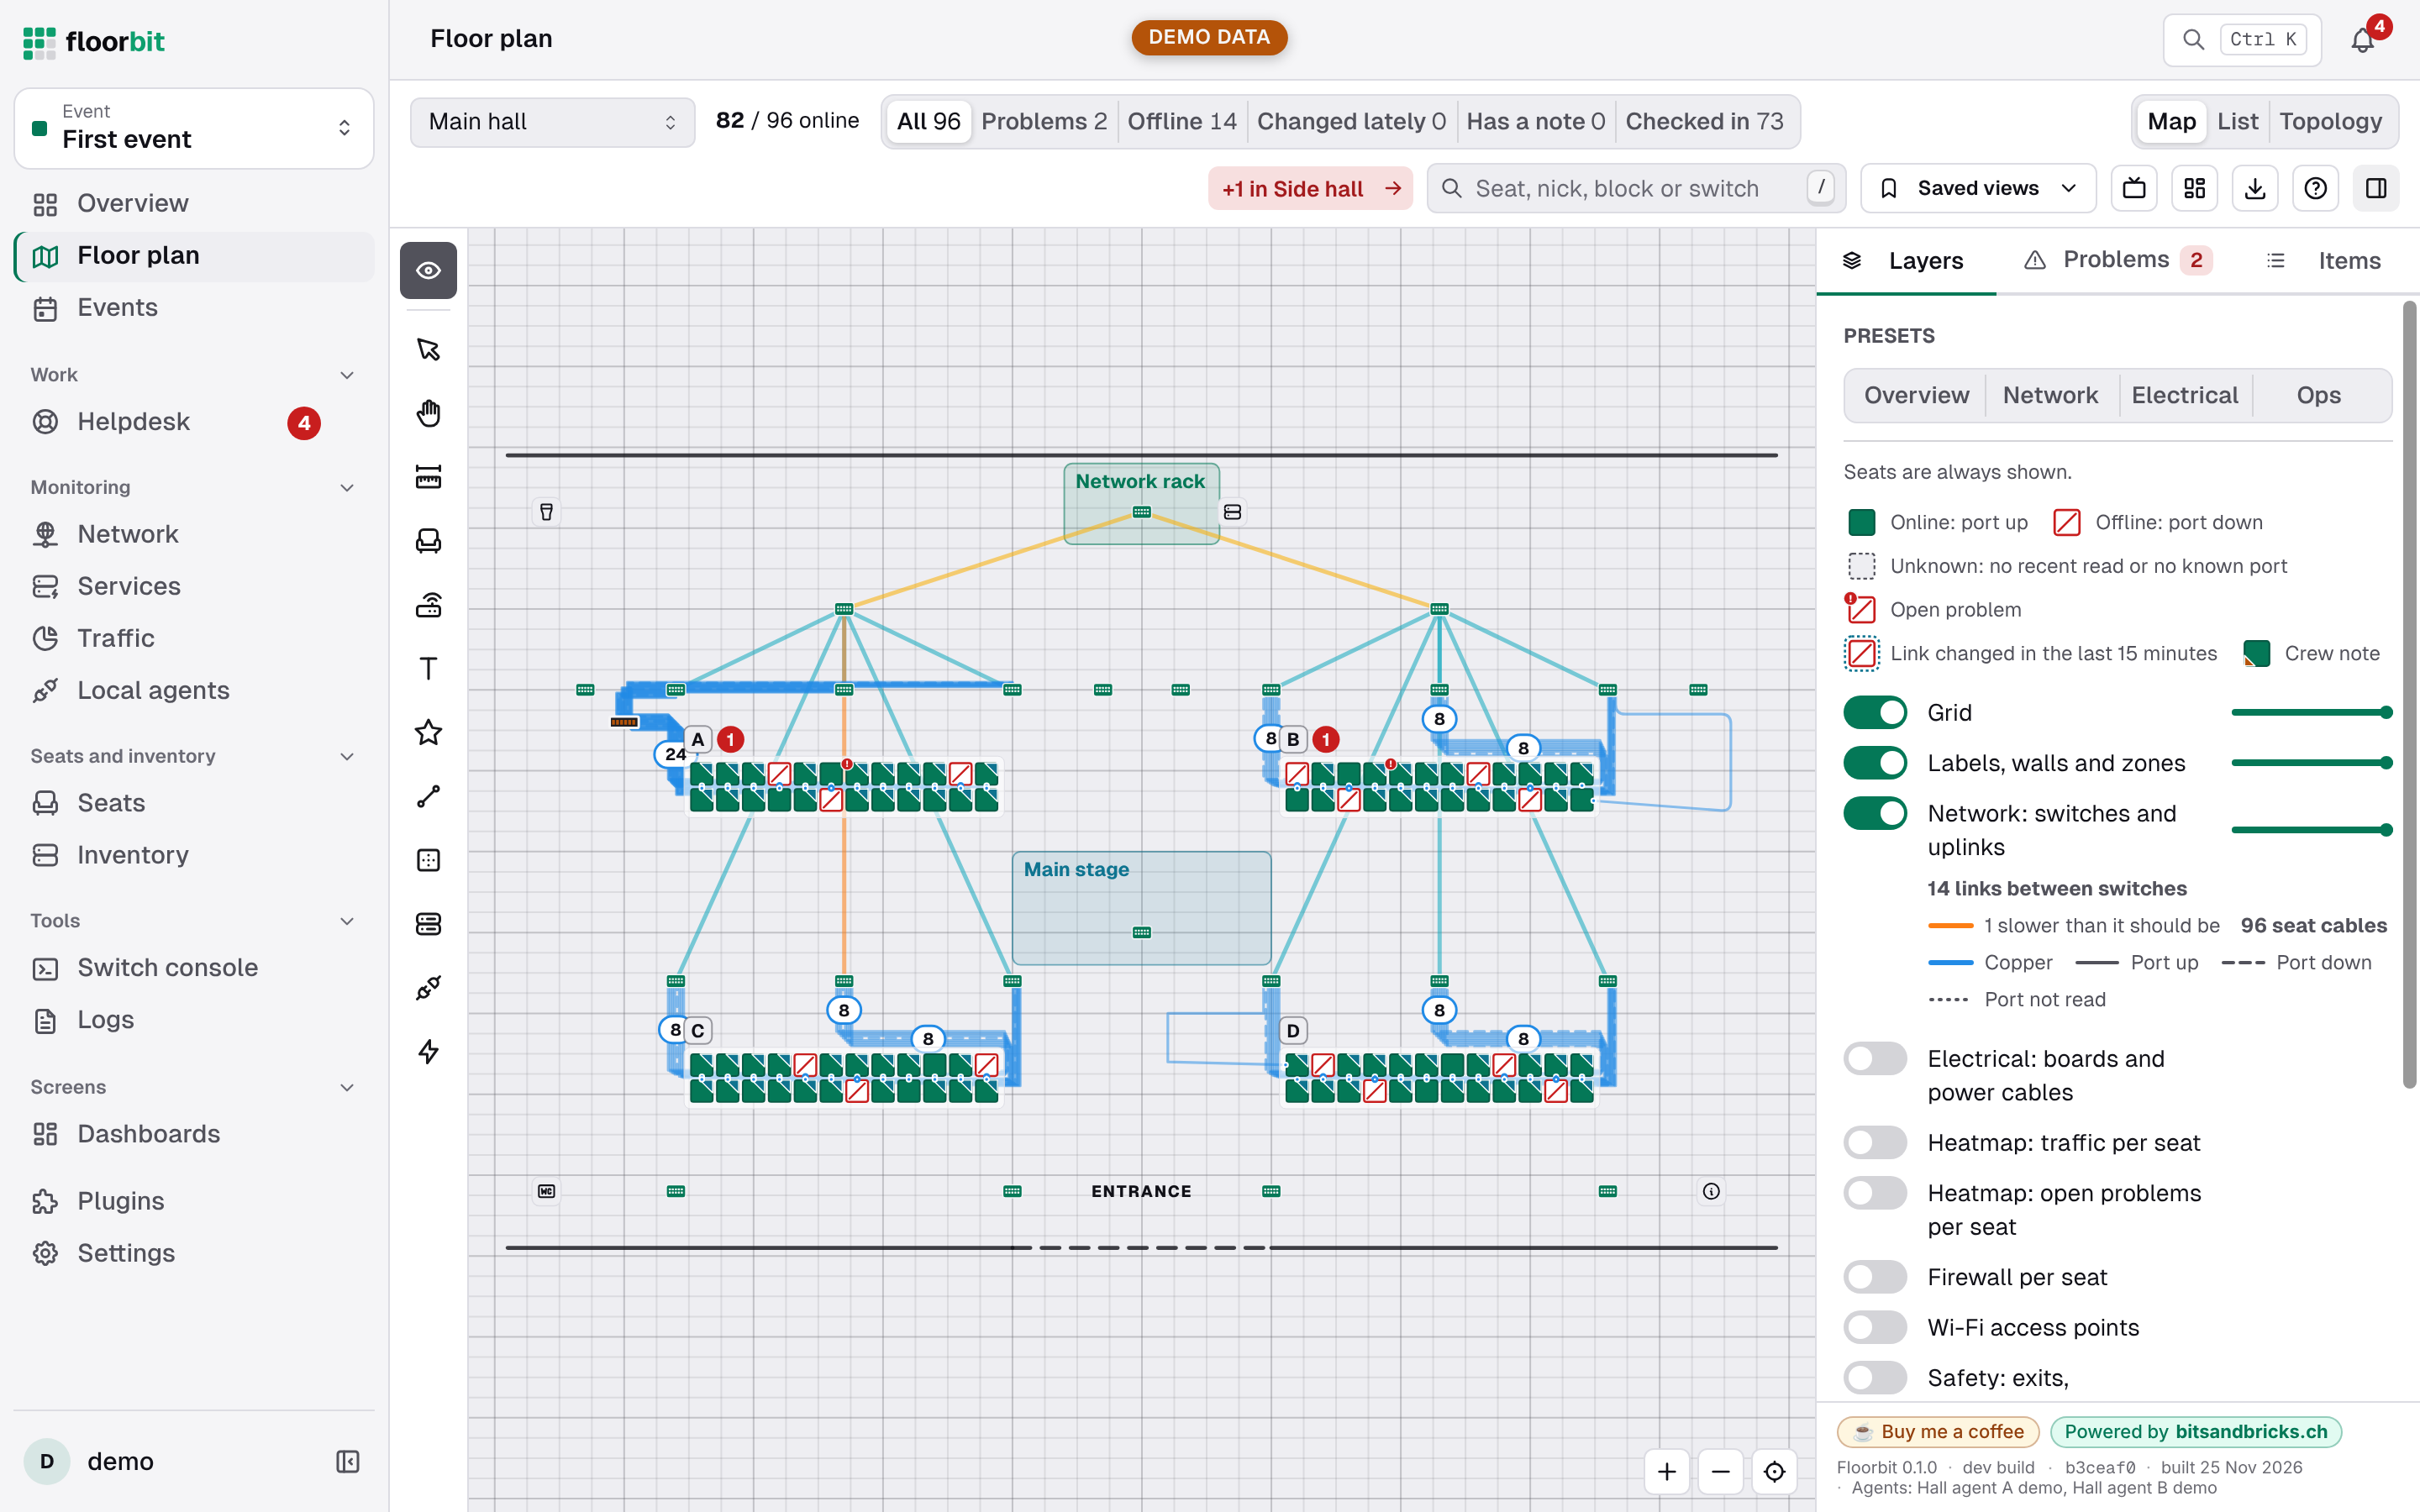 floorbit
Event
First event
Overview
Floor plan
Events
Work
Helpdesk 4
Monitoring
Network
Services
Traffic
Local agents
Seats and inventory
Seats
Inventory
Tools
Switch console
Logs
Screens
Dashboards
Plugins
Settings
D demo
Floor plan
DEMO DATA
Ctrl K
4
Main hall
82 / 96 online
All 96
Problems 2
Offline 14
Changed lately 0
Has a note 0
Checked in 73
Map
List
Topology
+1 in Side hall →
Seat, nick, block or switch /
Saved views
Network rack
24
A 1
8
B 1
8
8
Main stage
8
C
8
8
D
8
8
WC
ENTRANCE
Layers
Problems 2
Items
PRESETS
Overview
Network
Electrical
Ops
Seats are always shown.
Online: port up
Offline: port down
Unknown: no recent read or no known port
Open problem
Link changed in the last 15 minutes
Crew note
Grid
Labels, walls and zones
Network: switches and
uplinks
14 links between switches
1 slower than it should be
96 seat cables
Copper
Port up
Port down
Port not read
Electrical: boards and
power cables
Heatmap: traffic per seat
Heatmap: open problems
per seat
Firewall per seat
Wi-Fi access points
Safety: exits,
Buy me a coffee
Powered by bitsandbricks.ch
Floorbit 0.1.0 · dev build · b3ceaf0 · built 25 Nov 2026
· Agents: Hall agent A demo, Hall agent B demo